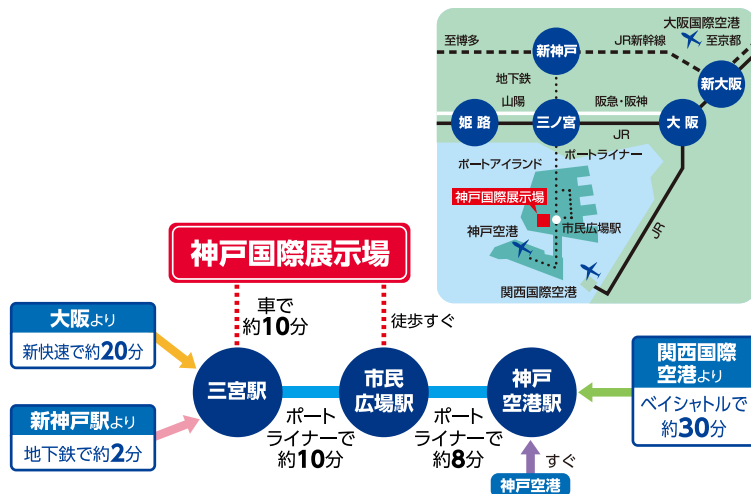 大阪国際空港
至博多
新神戸
JR新幹線
至京都
地下鉄
新大阪
山陽
阪急・阪神
姫路
三ノ宮
大阪
JR
ポートアイランド
ポートライナー
神戸国際展示場
市民広場駅
神戸空港
JR
関西国際空港
神戸国際展示場
車で
約10分
徒歩すぐ
大阪より
新快速で約20分
新神戸駅より
地下鉄で約2分
三宮駅
市民
広場駅
神戸
空港駅
ポート
ライナーで
約10分
ポート
ライナーで
約8分
関西国際
空港より
ベイシャトルで
約30分
すぐ
神戸空港